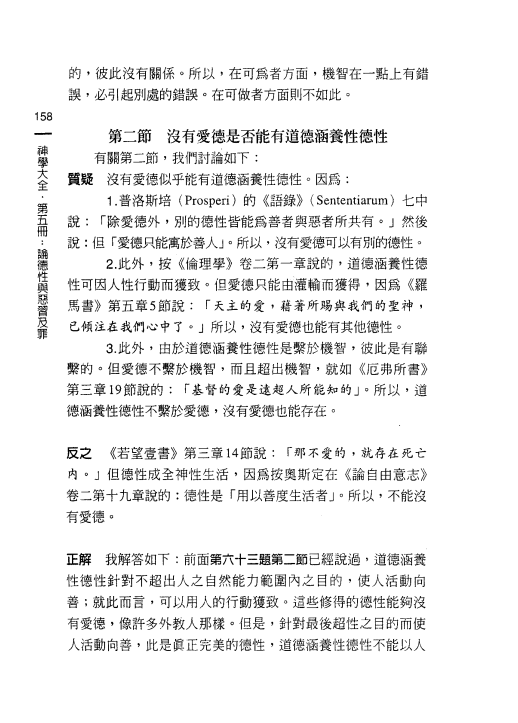 的，彼此沒有關係。所以，在可為者方面，機智在一點上有錯
誤，必引起別處的錯誤。在可做者方面則不如此。
158
神學大全．第五冊：論德性與惡習及罪
第二節　沒有愛德是否能有道德涵養性德性
有關第二節，我們討論如下：
質疑　沒有愛德似乎能有道德涵養性德性。因為：
1.普洛斯培（Prosperi）的《語錄》（Sententiarum）七中
說：「除愛德外，別的德性皆能為善者與惡者所共有。」然後
說：但「愛德只能寓於善人」。所以，沒有愛德可以有別的德性。
2.此外，按《倫理學》卷二第一章說的，道德涵養性德
性可因人性行動而獲致。但愛德只能由灌輸而獲得，因為《羅
馬書》第五章5節說：「天主的愛，藉著所賜與我們的聖神，
已傾注在我們心中了。」所以，沒有愛德也能有其他德性。
3.此外，由於道德涵養性德性是繫於機智，彼此是有聯
繫的。但愛德不繫於機智，而且超出機智，就如《厄弗所書》
第三章19節說的：「基督的愛是遠超人所能知的」。所以，道
德涵養性德性不繫於愛德，沒有愛德也能存在。
反之　《若望壹書》第三章14節說：「那不愛的，就存在死亡
內。」但德性成全神性生活，因為按奧斯定在《論自由意志》
卷二第十九章說的：德性是「用以善度生活者」。所以，不能沒
有愛德。
正解　我解答如下：前面第六十三題第二節已經說過，道德涵養
性德性針對不超出人之自然能力範圍內之目的，使人活動向
善；就此而言，可以用人的行動獲致。這些修得的德性能夠沒
有愛德，像許多外教人那樣。但是，針對最後超性之目的而使
人活動向善，此是眞正完美的德性，道德涵養性德性不能以人